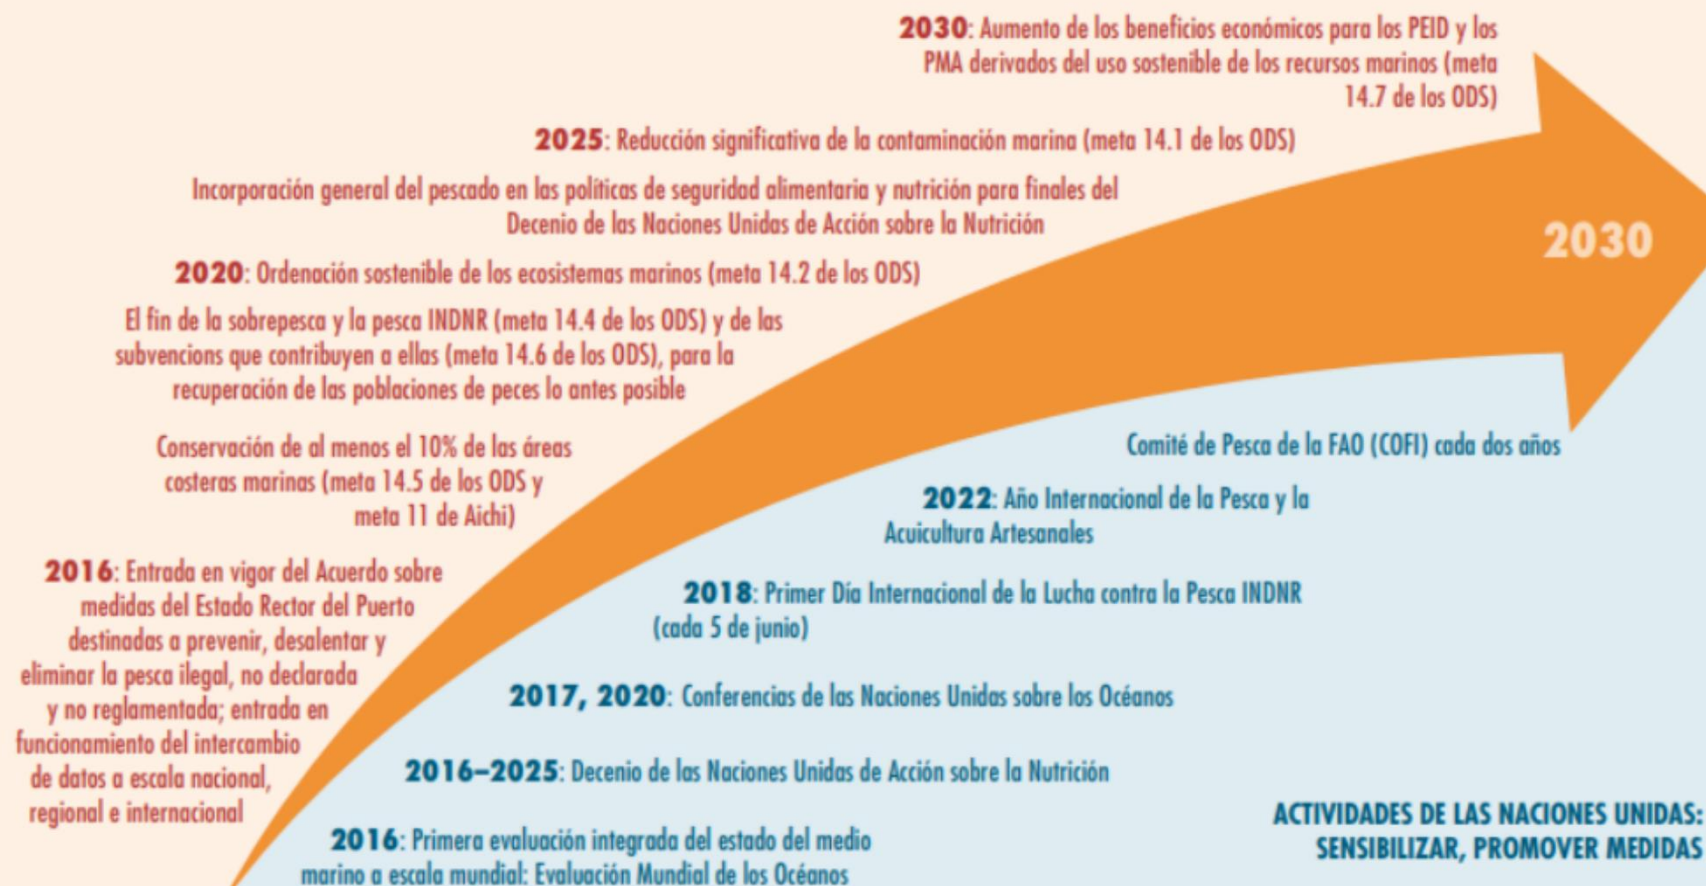 2030: Aumento de los beneficios económicos para los PEID y los
PMA derivados del uso sostenible de los recursos marinos (meta
14.7 de los ODS)
2025: Reducción significativa de la contaminación marina (meta 14.1 de los ODS)
Incorporación general del pescado en las políticas de seguridad alimentaria y nutrición para finales del
Decenio de las Naciones Unidas de Acción sobre la Nutrición
2020: Ordenación sostenible de los ecosistemas marinos (meta 14.2 de los ODS)
El fin de la sobrepesca y la pesca INDNR (meta 14.4 de los ODS) y de las
subvencions que contribuyen a ellas (meta 14.6 de los ODS), para la
recuperación de las poblaciones de peces lo antes posible
Conservación de al menos el 10% de las áreas
costeras marinas (meta 14.5 de los ODS y
meta 11 de Aichi)
2016: Entrada en vigor del Acuerdo sobre
medidas del Estado Rector del Puerto
destinadas a prevenir, desalentar y
eliminar la pesca ilegal, no declarada
y no reglamentada; entrada en
funcionamiento del intercambio
de datos a escala nacional,
regional e internacional
2030
Comité de Pesca de la FAO (COFI) cada dos años
2022: Año Internacional de la Pesca y la
Acuicultura Artesanales
2018: Primer Día Internacional de la Lucha contra la Pesca INDNR
(cada 5 de junio)
2017, 2020: Conferencias de las Naciones Unidas sobre los Océanos
2016–2025: Decenio de las Naciones Unidas de Acción sobre la Nutrición
2016: Primera evaluación integrada del estado del medio
marino a escala mundial: Evaluación Mundial de los Océanos
ACTIVIDADES DE LAS NACIONES UNIDAS:
SENSIBILIZAR, PROMOVER MEDIDAS